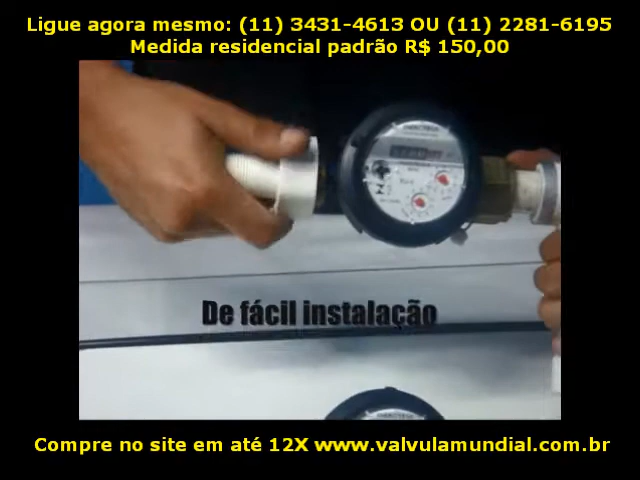 Ligue agora mesmo: (11) 3431-4613 OU (11) 2281-6195
Medida residencial padrão R$ 150,00
De fácil instalação
Compre no site em até 12X www.valvulamundial.com.br